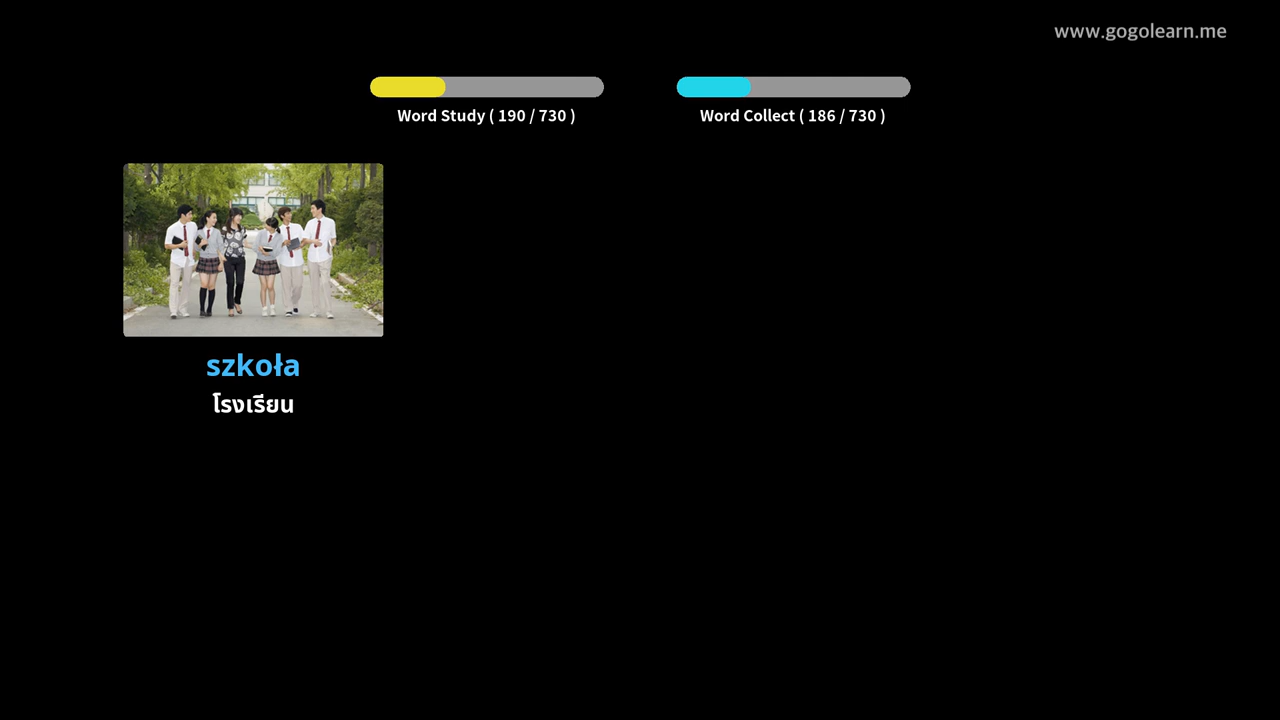 www.gogolearn.me
Word Study ( 190 / 730 )
Word Collect ( 186 / 730 )
szkoła
โรงเรียน